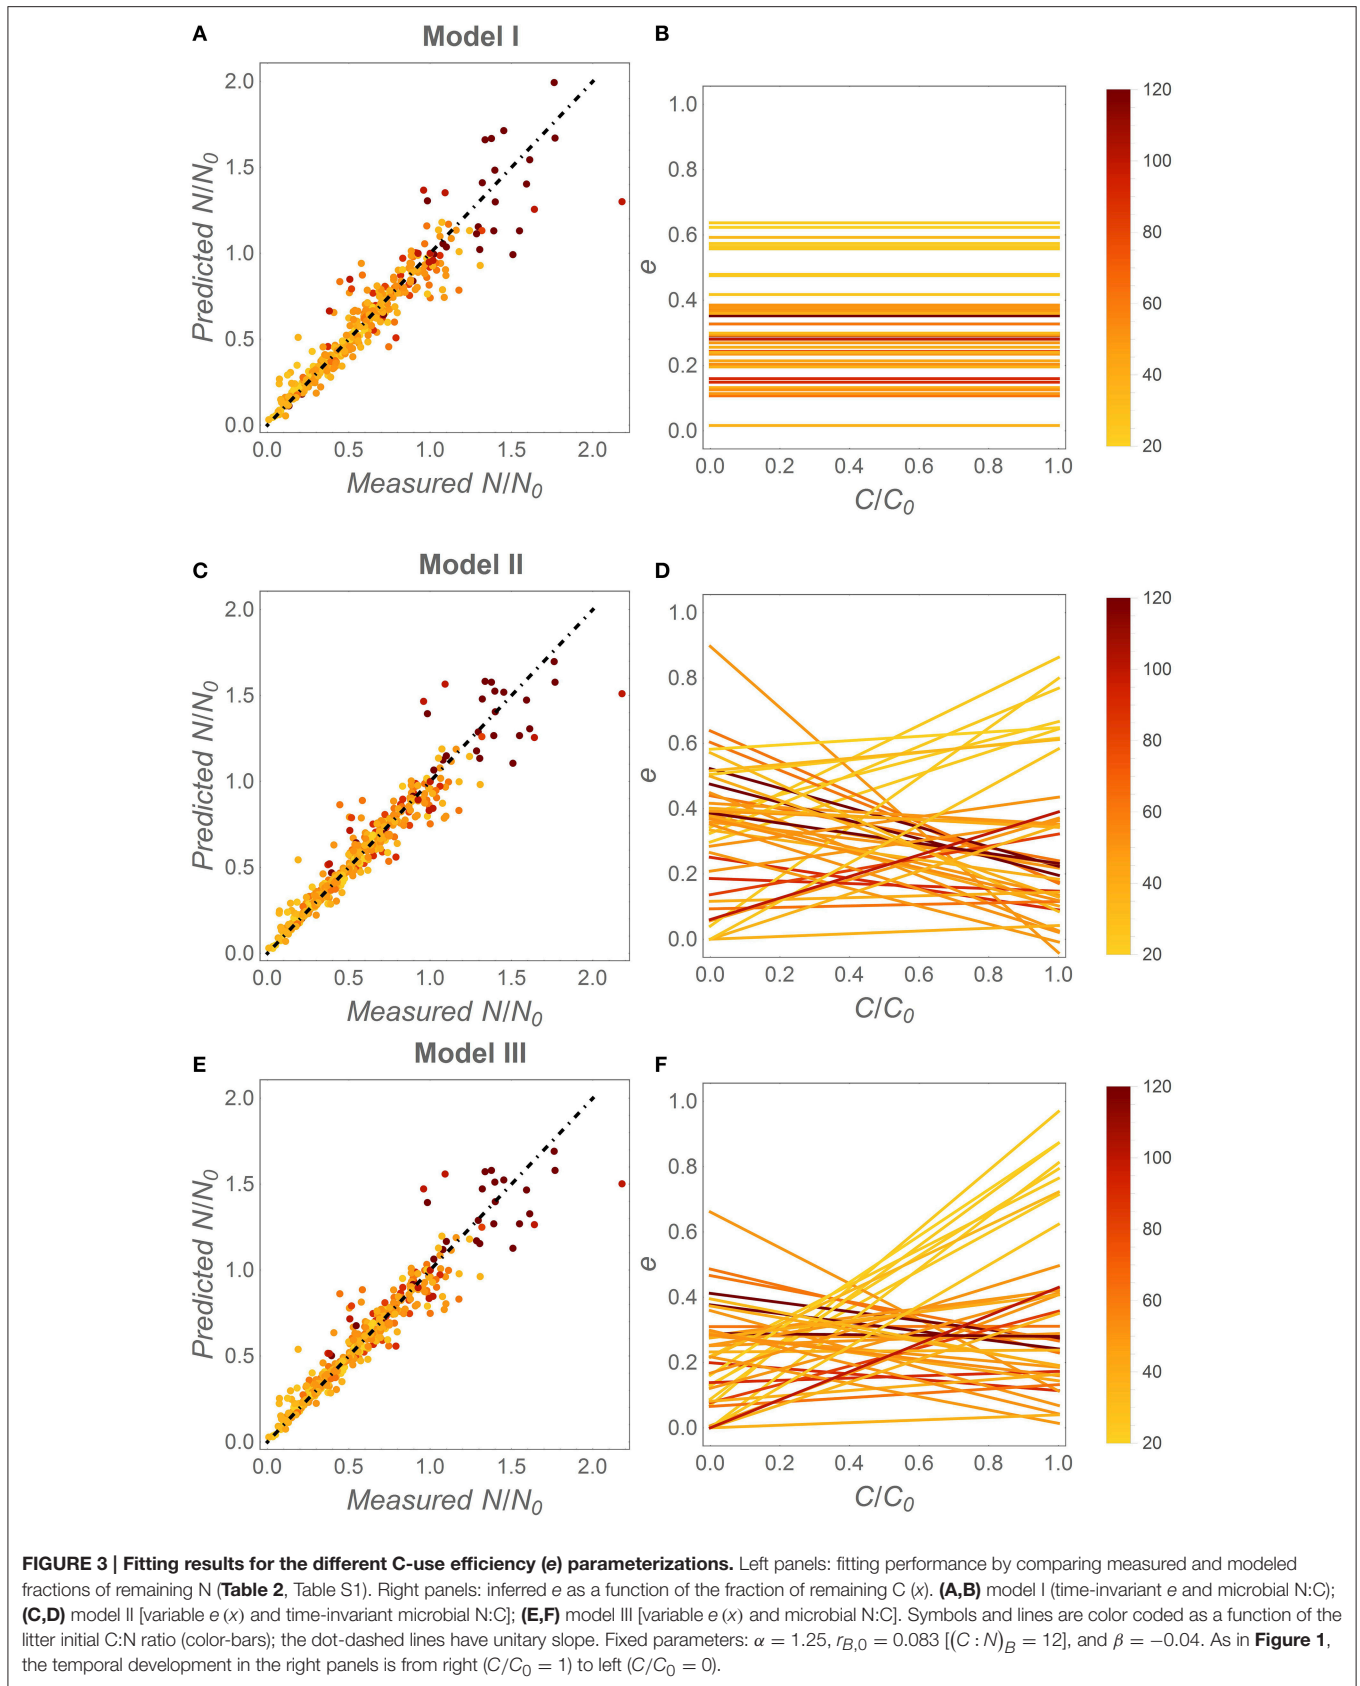 A
Model I
B
2.0
1.5
1.0
0.5
0.0
Predicted N/N0
0.0 0.5 1.0 1.5 2.0
Measured N/N0
1.0
0.8
0.6
0.4
0.2
0.0
e
0.0 0.2 0.4 0.6 0.8 1.0
C/C0
120
100
80
60
40
20
C
Model II
D
2.0
1.5
1.0
0.5
0.0
Predicted N/N0
0.0 0.5 1.0 1.5 2.0
Measured N/N0
1.0
0.8
0.6
0.4
0.2
0.0
e
0.0 0.2 0.4 0.6 0.8 1.0
C/C0
120
100
80
60
40
20
E
Model III
F
2.0
1.5
1.0
0.5
0.0
Predicted N/N0
0.0 0.5 1.0 1.5 2.0
Measured N/N0
1.0
0.8
0.6
0.4
0.2
0.0
e
0.0 0.2 0.4 0.6 0.8 1.0
C/C0
120
100
80
60
40
20
FIGURE 3 | Fitting results for the different C-use efficiency (e) parameterizations. Left panels: fitting performance by comparing measured and modeled
fractions of remaining N (Table 2, Table S1). Right panels: inferred e as a function of the fraction of remaining C (x). (A,B) model I (time-invariant e and microbial N:C);
(C,D) model II [variable e (x) and time-invariant microbial N:C]; (E,F) model III [variable e (x) and microbial N:C]. Symbols and lines are color coded as a function of the
litter initial C:N ratio (color-bars); the dot-dashed lines have unitary slope. Fixed parameters: α = 1.25, rB,0 = 0.083 [(C : N)B = 12], and β = −0.04. As in Figure 1,
the temporal development in the right panels is from right (C/C0 = 1) to left (C/C0 = 0).